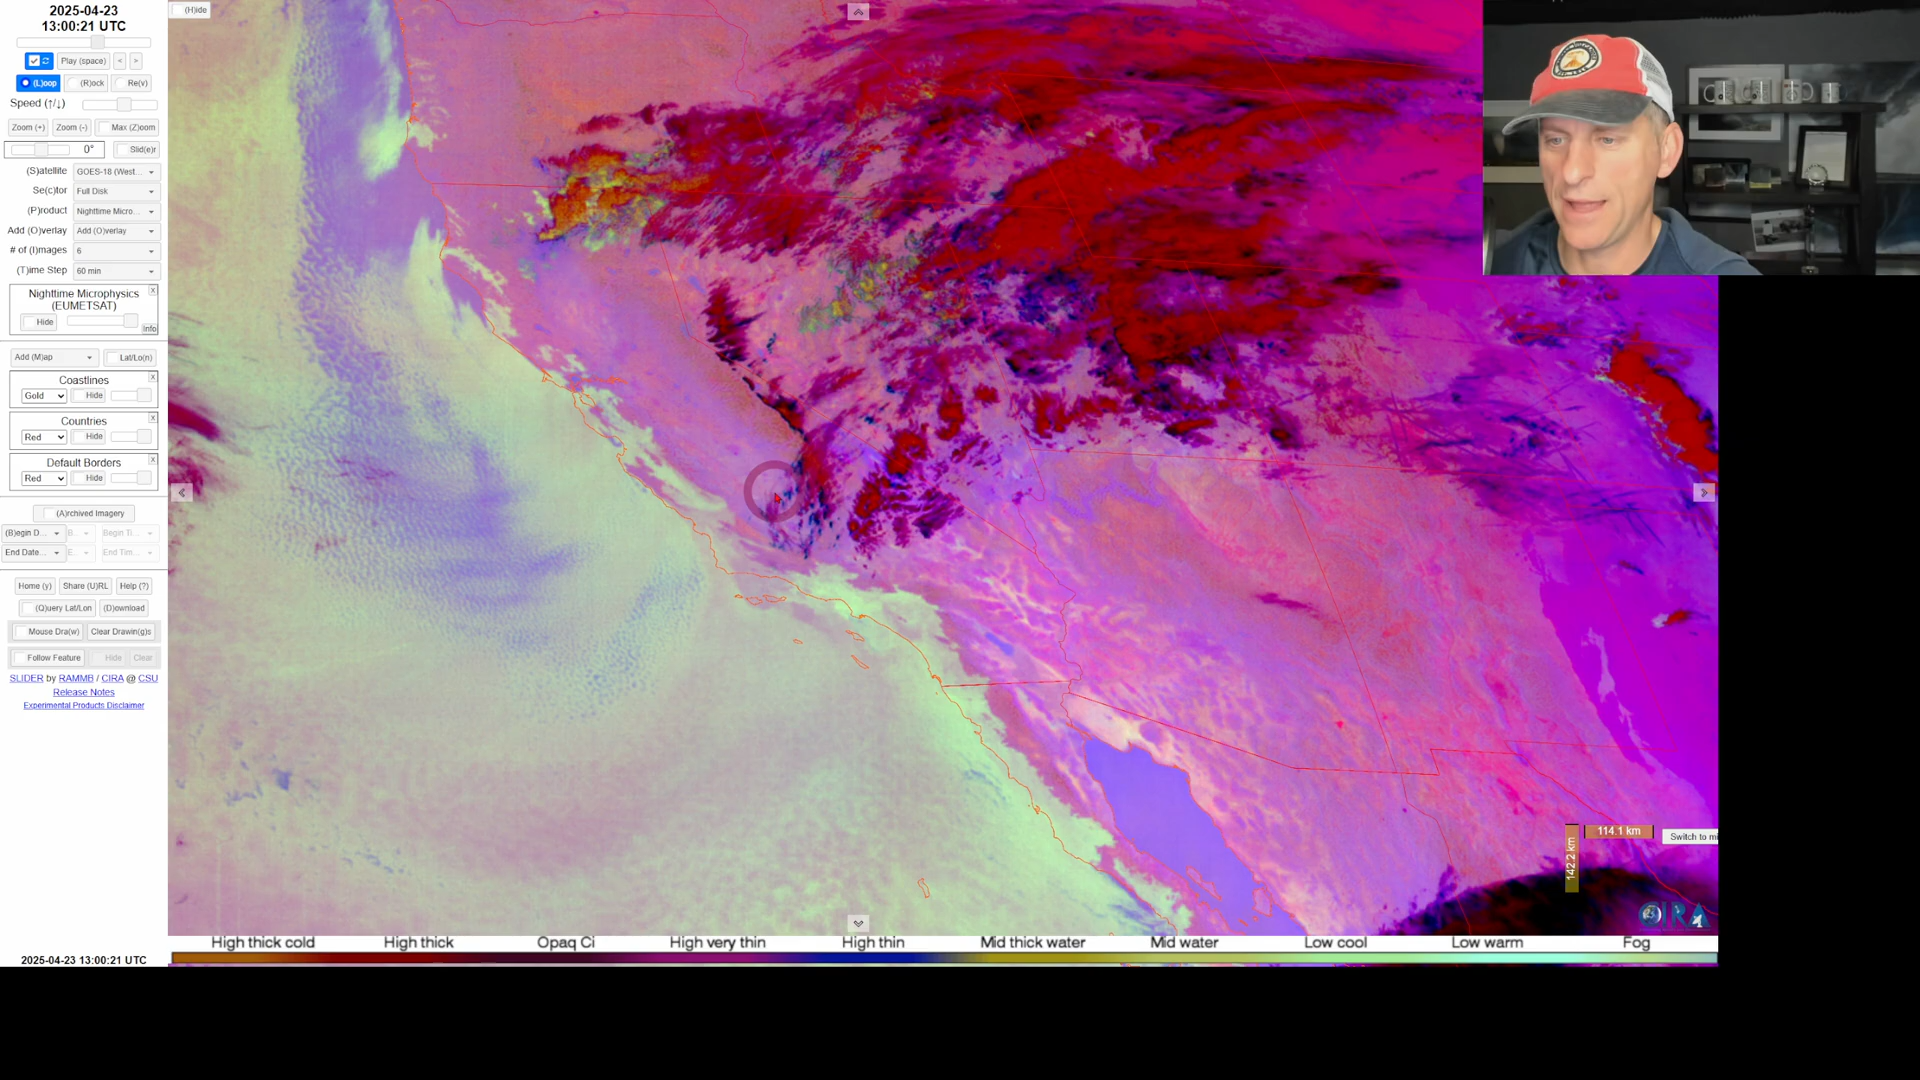 2025-04-23
13:00:21 UTC
(H)ide
Play (space)
<
>
(L)oop
(R)ock
Re(v)
Speed (↑/↓)
Zoom (+)
Zoom (-)
Max (Z)oom
0°
Slid(e)r
(S)atellite
GOES-18 (West...
Se(c)tor
Full Disk
(P)roduct
Nighttime Micro...
Add (O)verlay
Add (O)verlay
# of (I)mages
6
(T)ime Step
60 min
Nighttime Microphysics
(EUMETSAT)
X
Hide
Info
Add (M)ap
Lat/Lo(n)
Coastlines
X
Gold
Hide
Countries
X
Red
Hide
Default Borders
X
Red
Hide
(A)rchived Imagery
(B)egin D...
B...
Begin Ti...
End Date...
E...
End Tim...
Home (y)
Share (U)RL
Help (?)
(Q)uery Lat/Lon
(D)ownload
Mouse Dra(w)
Clear Drawin(g)s
Follow Feature
Hide
Clear
SLIDER by RAMMB / CIRA @ CSU
Release Notes
Experimental Products Disclaimer
114.1 km
142.2 km
Switch to mi
CIRA
High thick cold
High thick
Opaq Ci
High very thin
High thin
Mid thick water
Mid water
Low cool
Low warm
Fog
2025-04-23 13:00:21 UTC